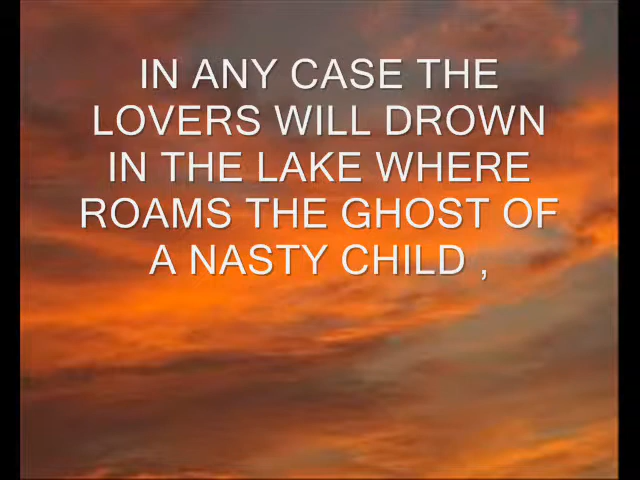 IN ANY CASE THE
LOVERS WILL DROWN
IN THE LAKE WHERE
ROAMS THE GHOST OF
A NASTY CHILD ,